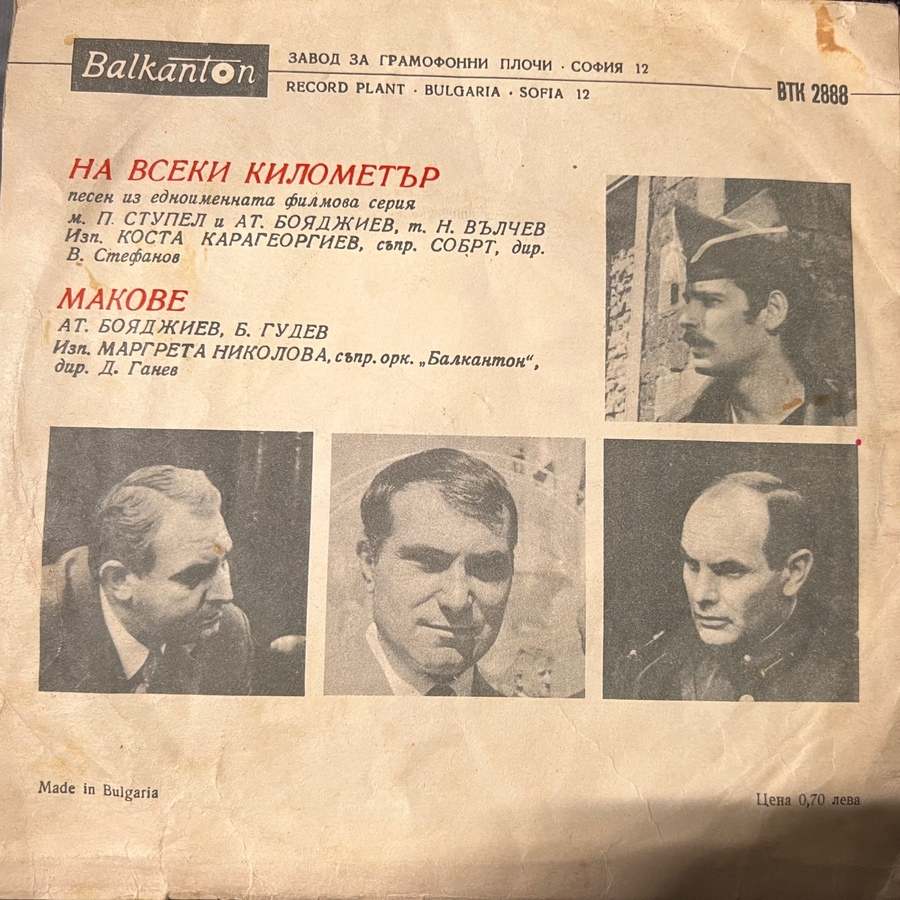 Balkanton
ЗАВОД ЗА ГРАМОФОННИ ПЛОЧИ · СОФИЯ 12
RECORD PLANT · BULGARIA · SOFIA 12
ВТК 2888
НА ВСЕКИ КИЛОМЕТЪР
песен из едноименната филмова серия
м. П. СТУПЕЛ и АТ. БОЯДЖИЕВ, т. Н. ВЪЛЧЕВ
Изп. КОСТА КАРАГЕОРГИЕВ, съпр. СОБРТ, дир.
В. Стефанов
МАКОВЕ
АТ. БОЯДЖИЕВ, Б. ГУДЕВ
Изп. МАРГРЕТА НИКОЛОВА, съпр. орк. „Балкантон“,
дир. Д. Ганев
Made in Bulgaria
Цена 0,70 лева